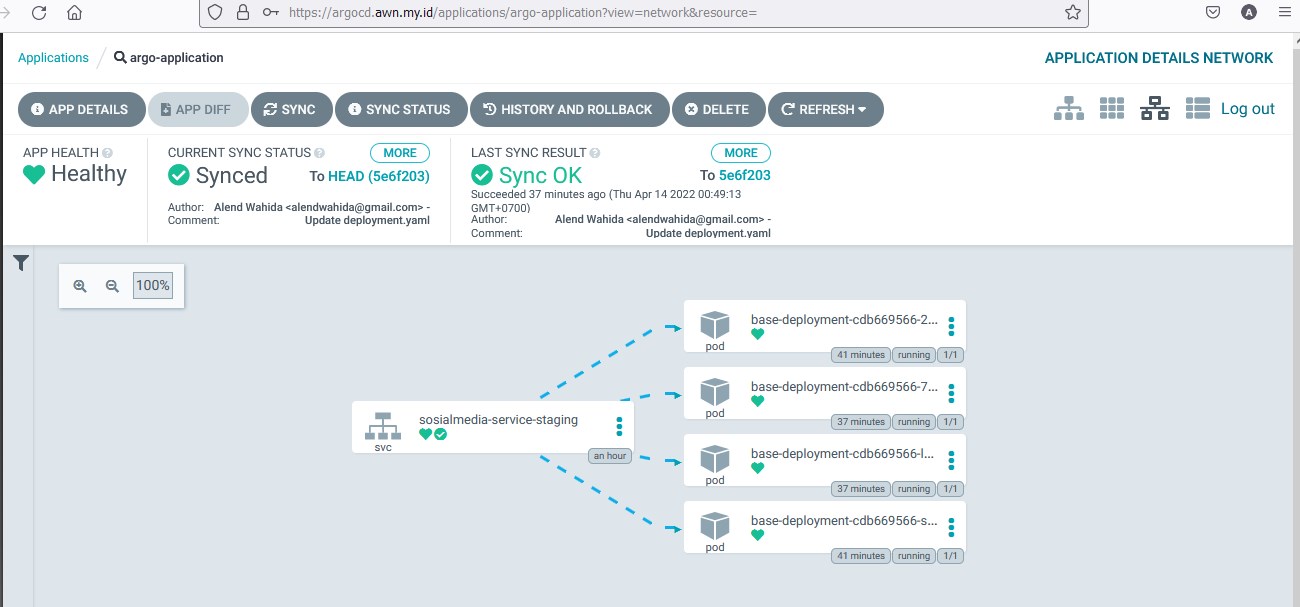 https://argocd.awn.my.id/applications/argo-application?view=network&resource=
A
Applications / argo-application
APPLICATION DETAILS NETWORK
APP DETAILS APP DIFF SYNC SYNC STATUS HISTORY AND ROLLBACK DELETE REFRESH
Log out
APP HEALTH
Healthy
CURRENT SYNC STATUS MORE
Synced To HEAD (5e6f203)
Author: Alend Wahida <alendwahida@gmail.com> -
Comment: Update deployment.yaml
LAST SYNC RESULT MORE
Sync OK To 5e6f203
Succeeded 37 minutes ago (Thu Apr 14 2022 00:49:13
GMT+0700)
Author: Alend Wahida <alendwahida@gmail.com> -
Comment: Update deployment.yaml
100%
sosialmedia-service-staging
svc
an hour
base-deployment-cdb669566-2...
pod
41 minutes running 1/1
base-deployment-cdb669566-7...
pod
37 minutes running 1/1
base-deployment-cdb669566-l...
pod
37 minutes running 1/1
base-deployment-cdb669566-s...
pod
41 minutes running 1/1